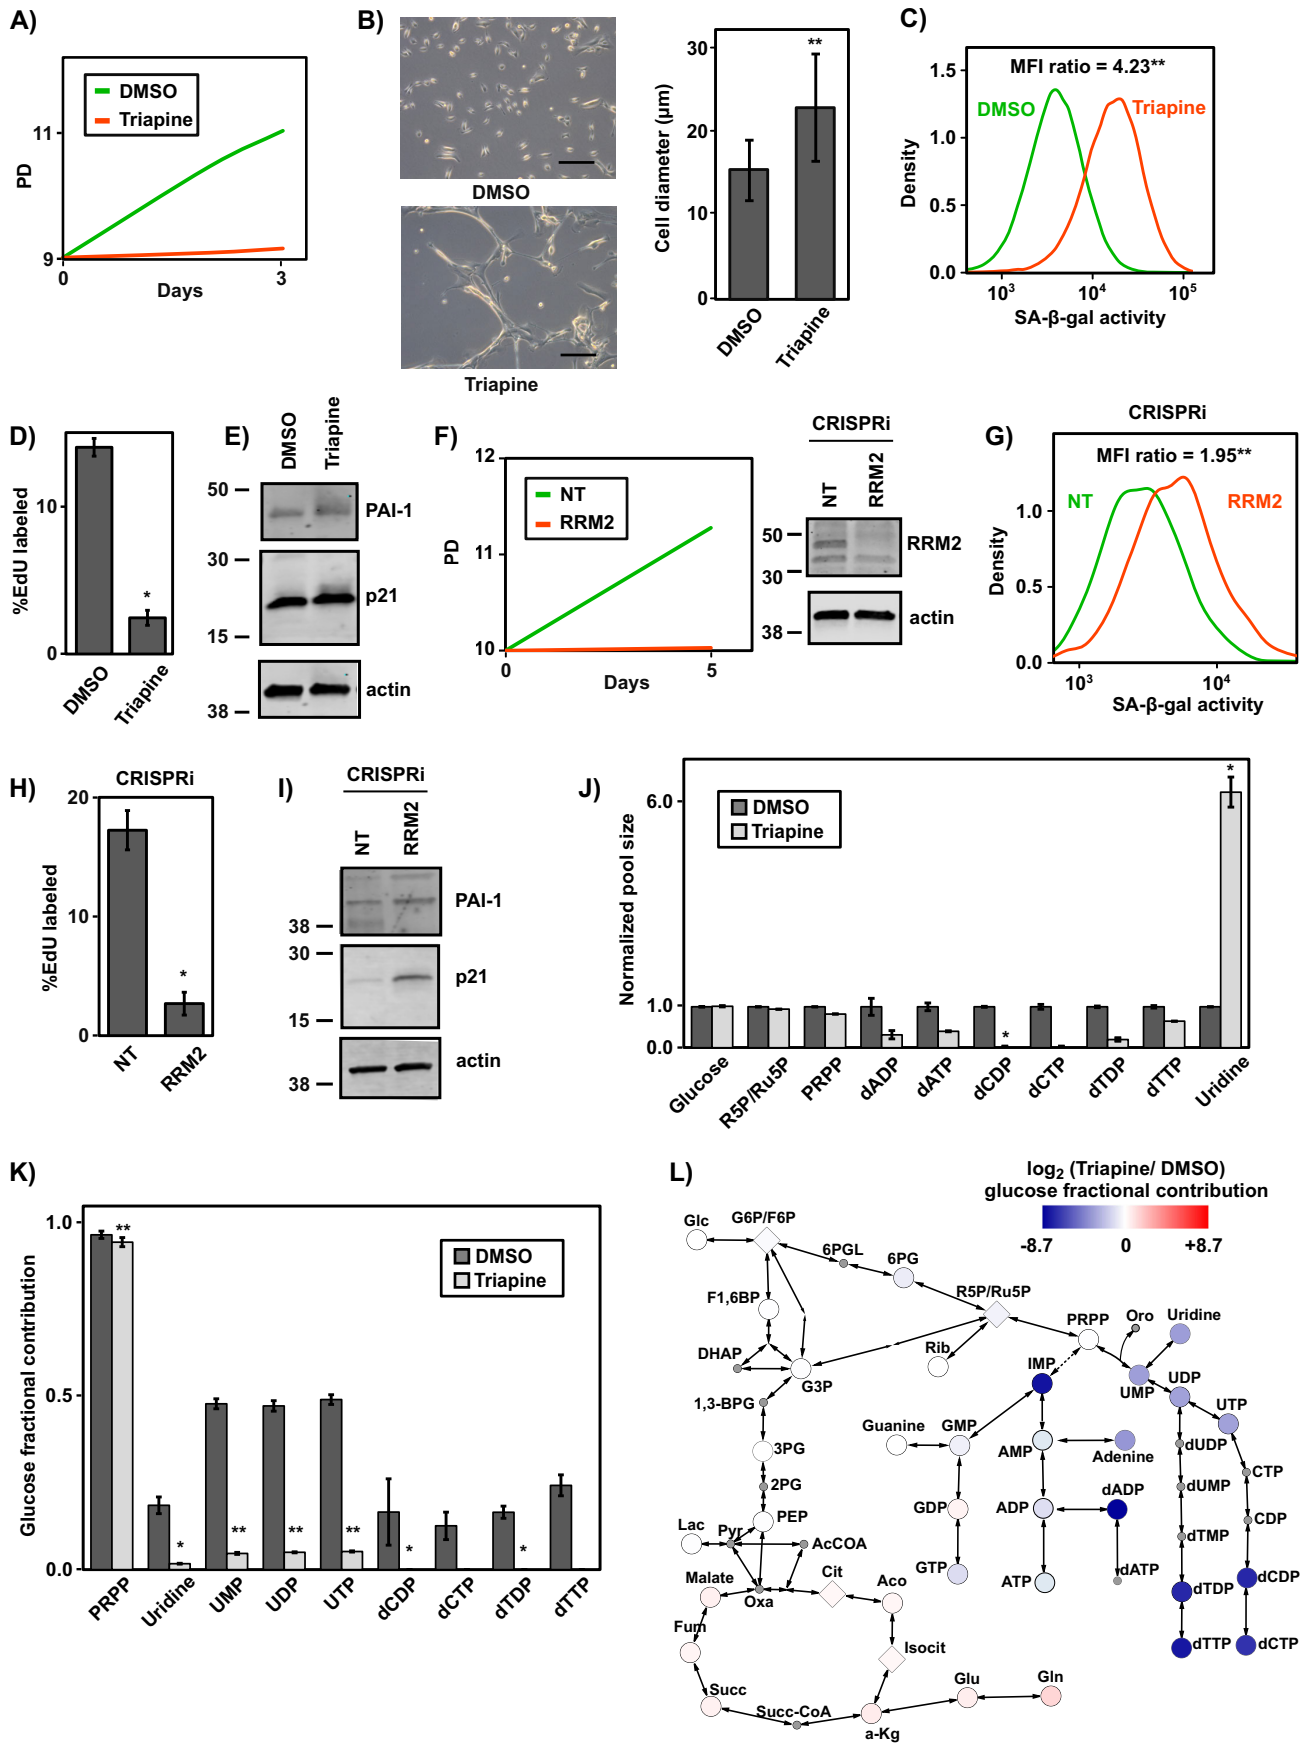 A)
DMSO
Triapine
PD
11
9
0
3
Days
B)
DMSO
Triapine
Cell diameter (µm)
30
20
10
0
**
DMSO
Triapine
C)
MFI ratio = 4.23**
DMSO
Triapine
Density
1.5
1.0
0.5
0.0
10³
10⁴
10⁵
SA-β-gal activity
D)
%EdU labeled
10
0
*
DMSO
Triapine
E)
DMSO
Triapine
50
PAI-1
30
p21
15
actin
38
F)
PD
12
11
10
NT
RRM2
0
5
Days
CRISPRi
NT
RRM2
50
RRM2
30
actin
38
G)
CRISPRi
MFI ratio = 1.95**
NT
RRM2
Density
1.0
0.5
0.0
10³
10⁴
SA-β-gal activity
H)
CRISPRi
%EdU labeled
20
10
0
*
NT
RRM2
I)
CRISPRi
NT
RRM2
PAI-1
38
30
p21
15
actin
38
J)
Normalized pool size
6.0
1.0
0.0
DMSO
Triapine
*
*
Glucose
R5P/Ru5P
PRPP
dADP
dATP
dCDP
dCTP
dTDP
dTTP
Uridine
K)
Glucose fractional contribution
1.0
0.5
0.0
DMSO
Triapine
**
*
**
**
**
*
*
PRPP
Uridine
UMP
UDP
UTP
dCDP
dCTP
dTDP
dTTP
L)
log₂ (Triapine/ DMSO)
glucose fractional contribution
-8.7
0
+8.7
Glc
G6P/F6P
6PGL
6PG
R5P/Ru5P
F1,6BP
DHAP
G3P
Rib
PRPP
Oro
Uridine
IMP
UMP
UDP
UTP
1,3-BPG
3PG
2PG
PEP
Guanine
GMP
AMP
Adenine
dUDP
CTP
GDP
ADP
dADP
dUMP
CDP
GTP
ATP
dATP
dTMP
dTDP
dCDP
dTTP
dCTP
Lac
Pyr
AcCOA
Malate
Oxa
Cit
Aco
Fum
Isocit
Succ
Succ-CoA
a-Kg
Glu
Gln